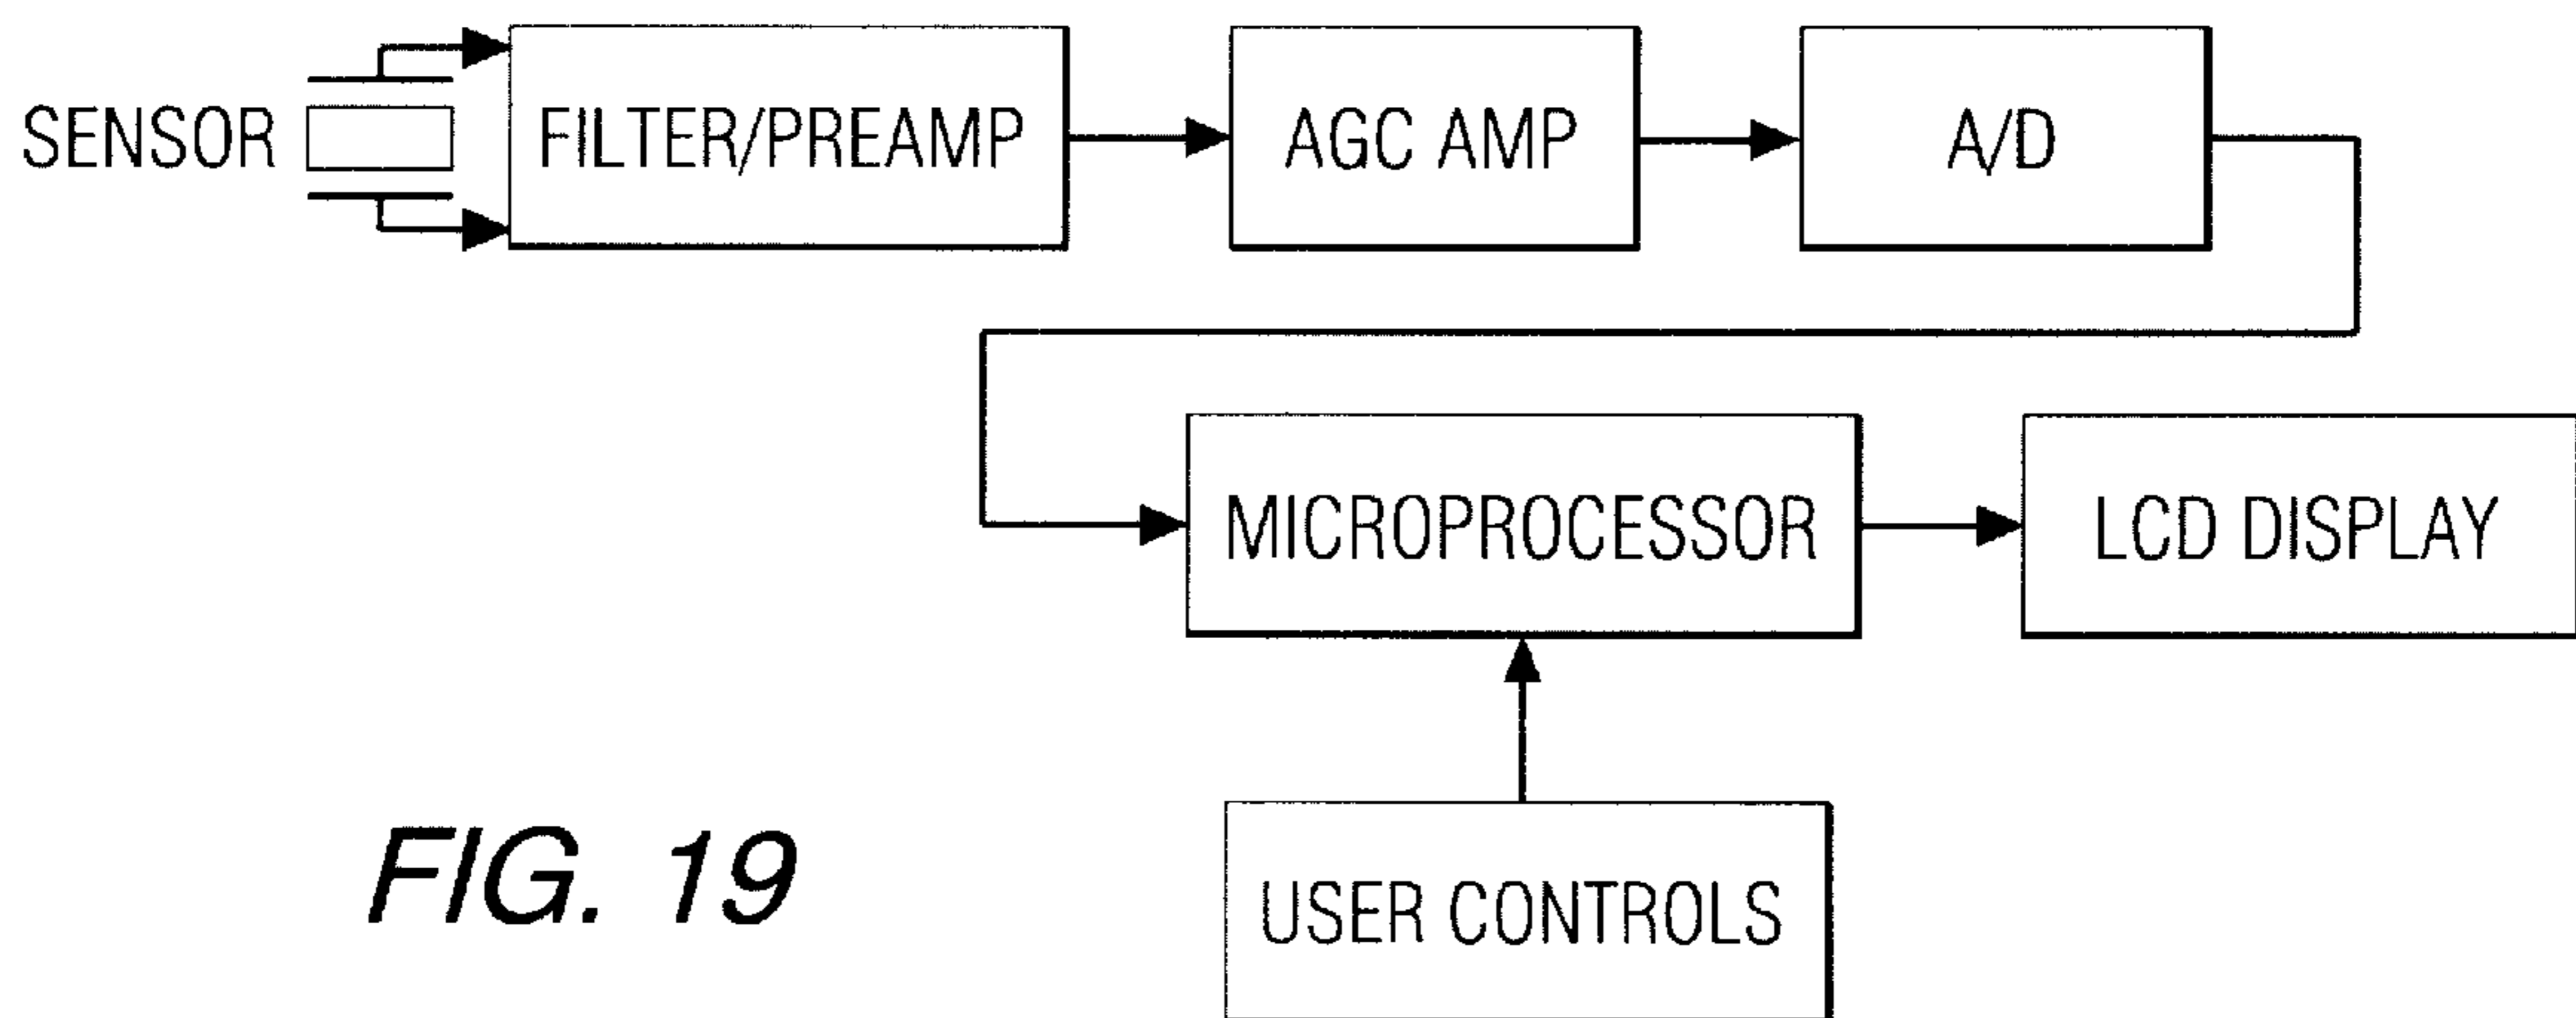 SENSOR
FILTER/PREAMP
AGC AMP
A/D
MICROPROCESSOR
LCD DISPLAY
USER CONTROLS
FIG. 19